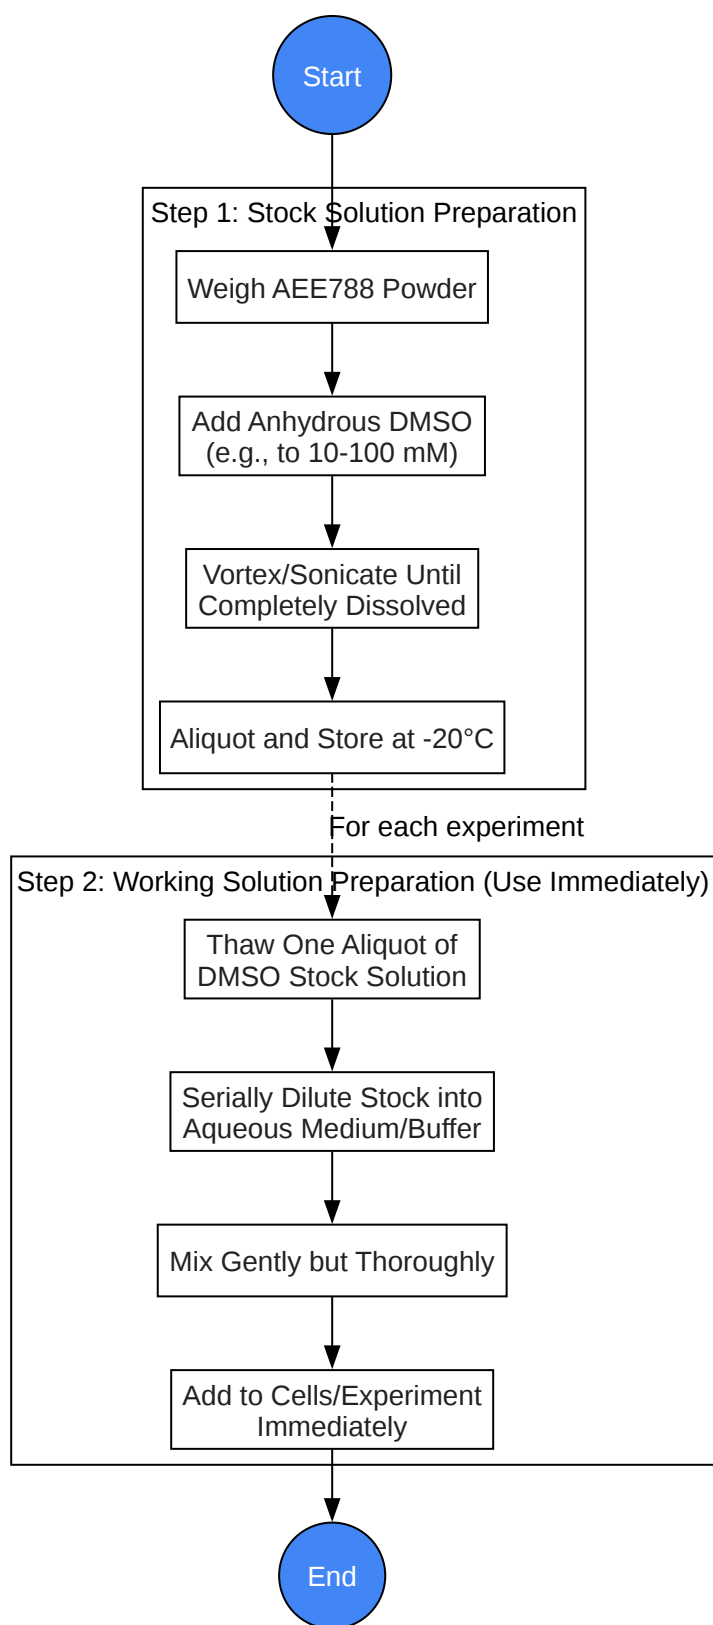 Start
Step 1: Stock Solution Preparation
Weigh AEE788 Powder
Add Anhydrous DMSO
(e.g., to 10-100 mM)
Vortex/Sonicate Until
Completely Dissolved
Aliquot and Store at -20°C
For each experiment
Step 2: Working Solution Preparation (Use Immediately)
Thaw One Aliquot of
DMSO Stock Solution
Serially Dilute Stock into
Aqueous Medium/Buffer
Mix Gently but Thoroughly
Add to Cells/Experiment
Immediately
End